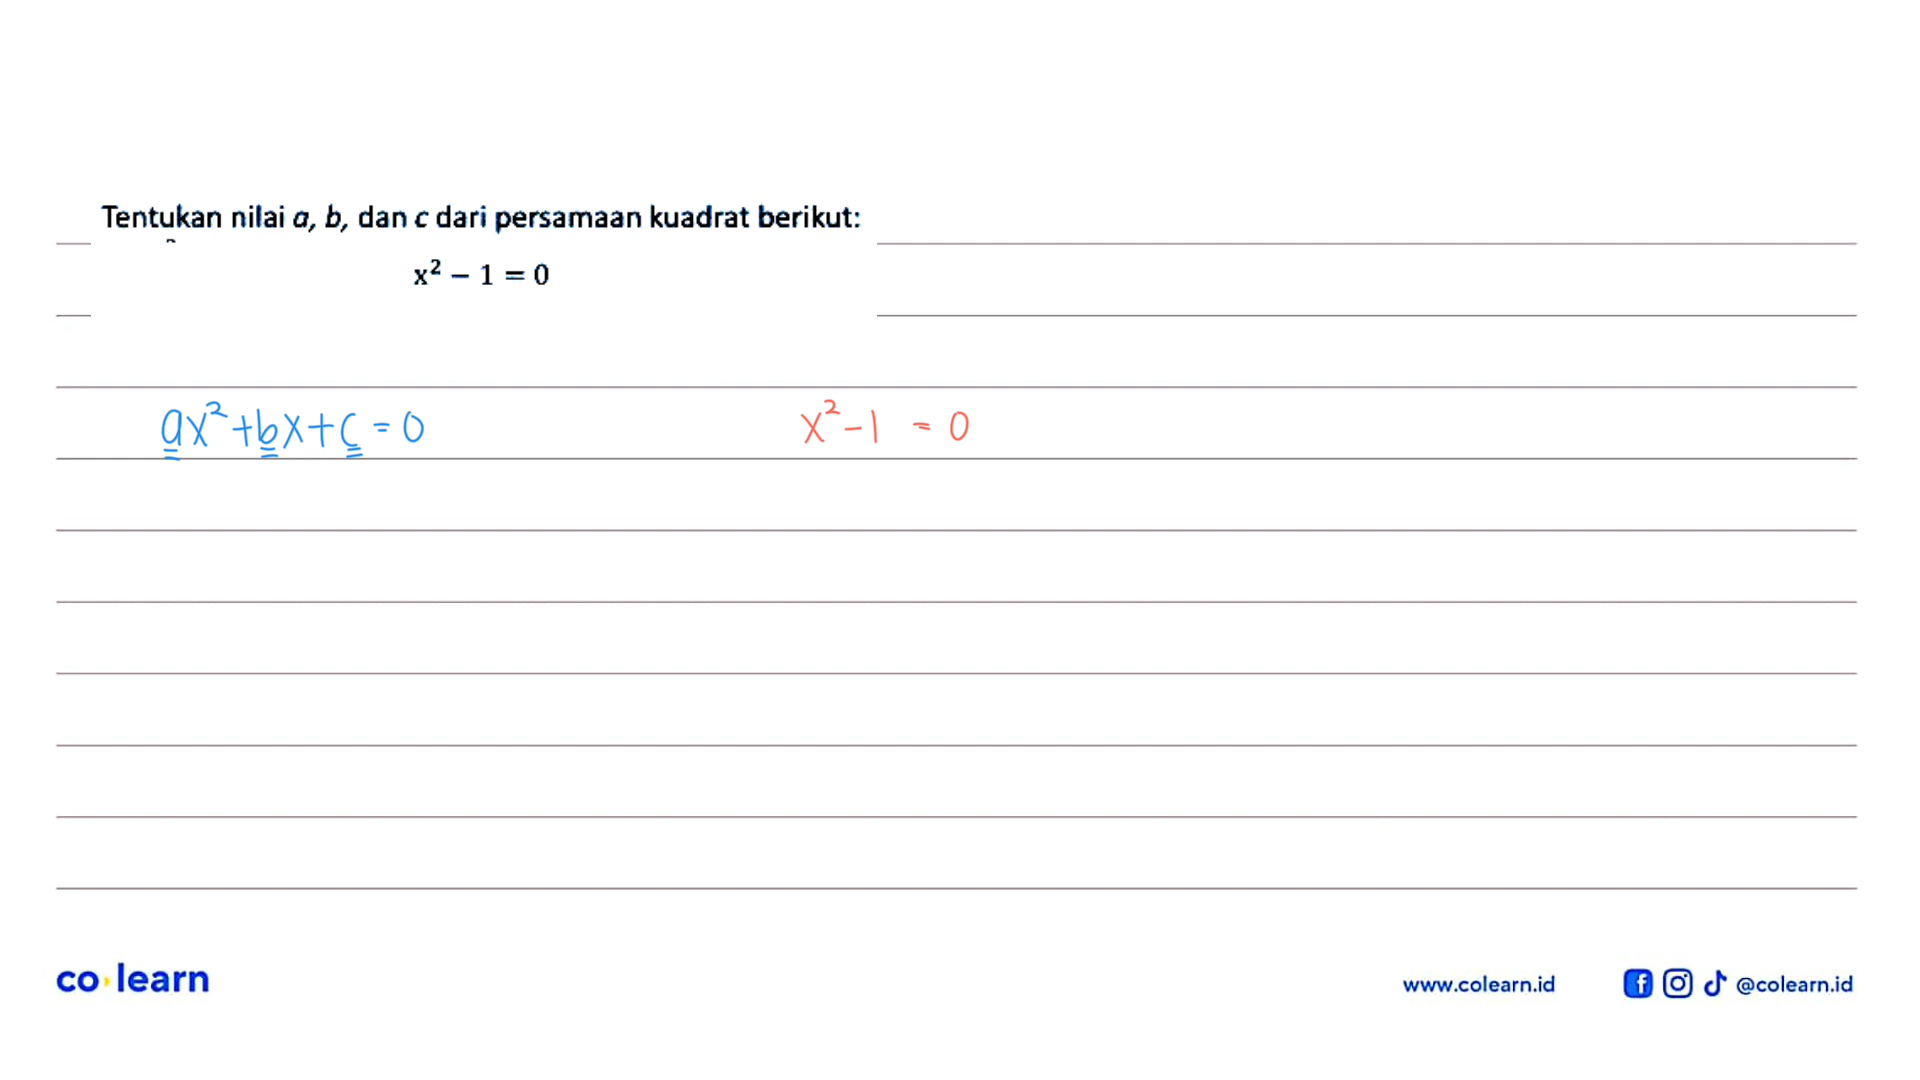 Tentukan nilai a, b, dan c dari persamaan kuadrat berikut:
x² − 1 = 0
ax² + bx + c = 0
x² - 1 = 0
co learn
www.colearn.id
@colearn.id